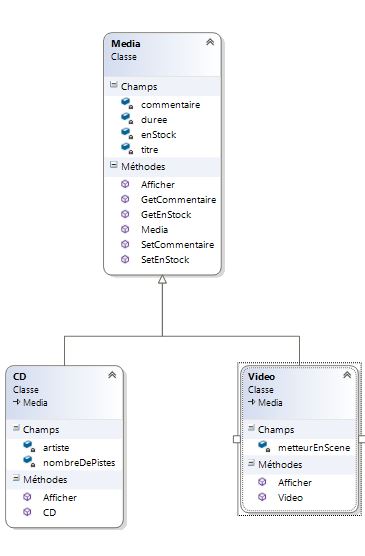 Media
Classe
Champs
commentaire
duree
enStock
titre
Méthodes
Afficher
GetCommentaire
GetEnStock
Media
SetCommentaire
SetEnStock
CD
Classe
Media
Champs
artiste
nombreDePistes
Méthodes
Afficher
CD
Video
Classe
Media
Champs
metteurEnScene
Méthodes
Afficher
Video